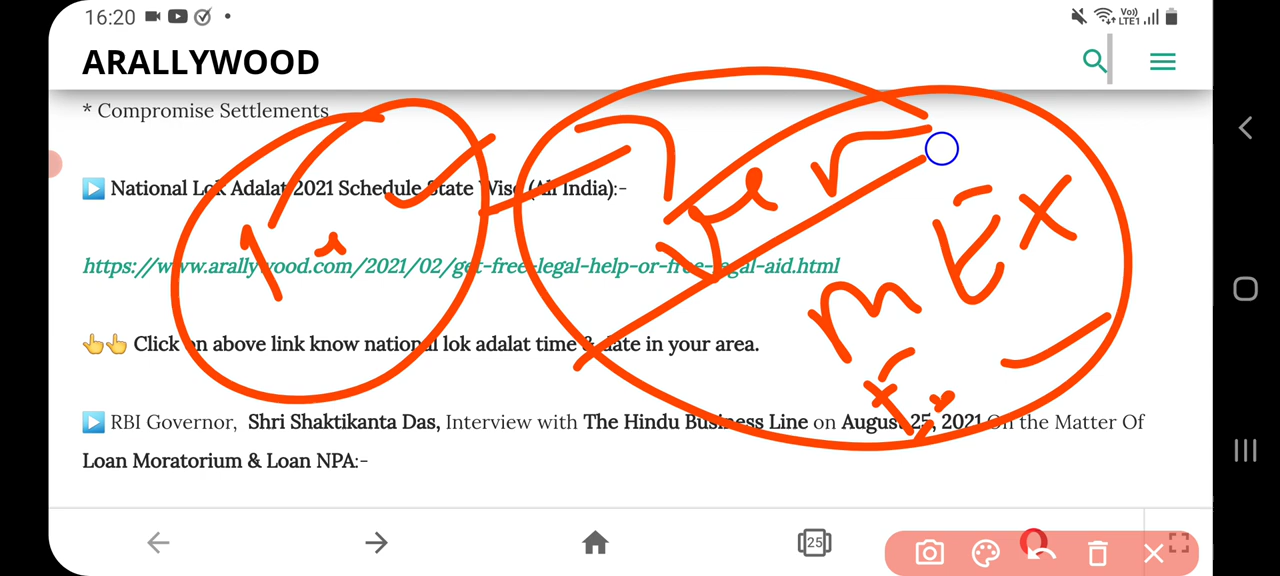 16:20
Vo)) LTE1
ARALLYWOOD
* Compromise Settlements
National Lok Adalat 2021 Schedule State Wise (All India):-
https://www.arallywood.com/2021/02/get-free-legal-help-or-free-legal-aid.html
👆👆 Click on above link know national lok adalat time & date in your area.
RBI Governor, Shri Shaktikanta Das, Interview with The Hindu Business Line on August 25, 2021 On the Matter Of
Loan Moratorium & Loan NPA:-
25